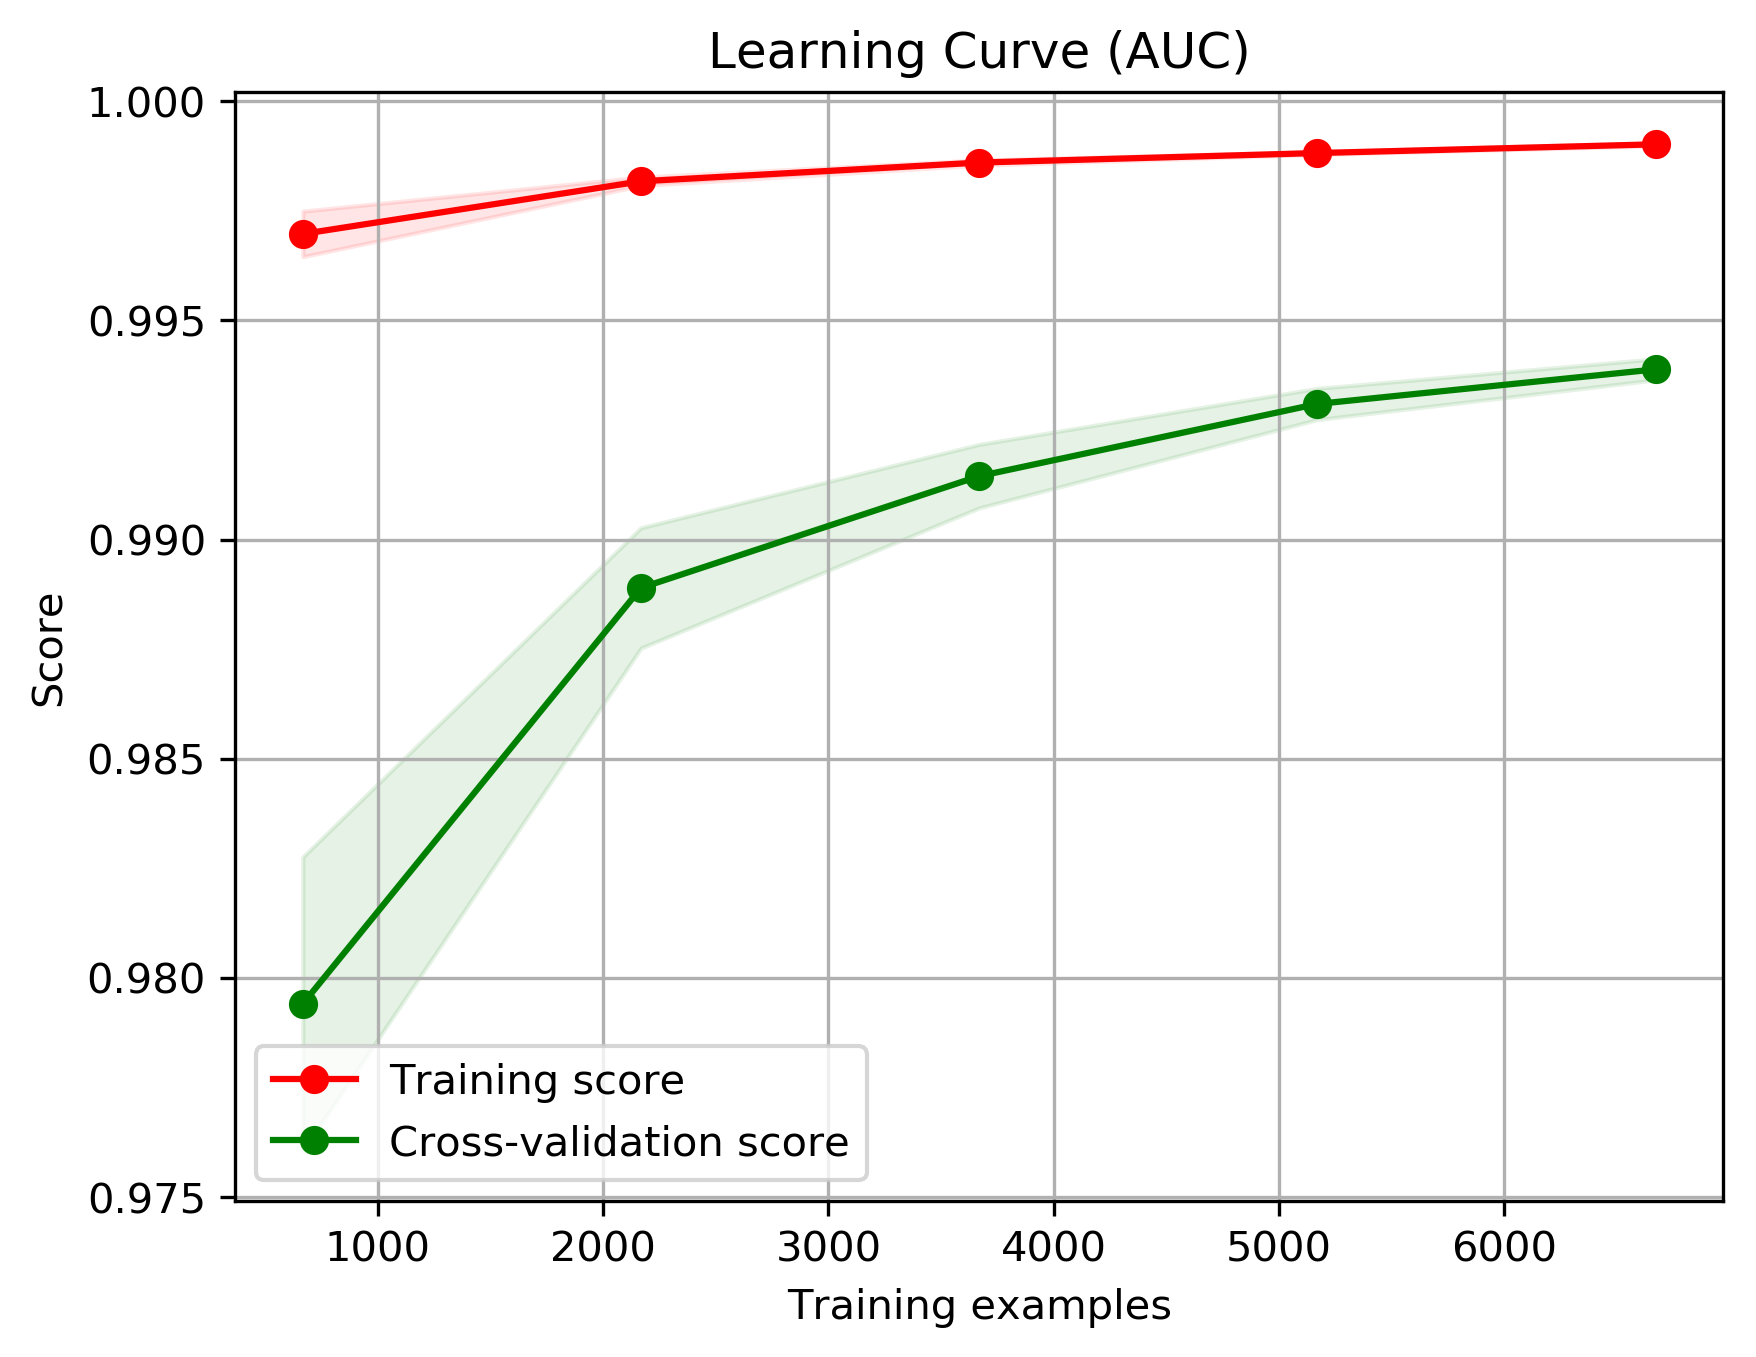 Learning Curve (AUC)
1.000
0.995
0.990
0.985
0.980
0.975
Score
Training score
Cross-validation score
1000 2000 3000 4000 5000 6000
Training examples